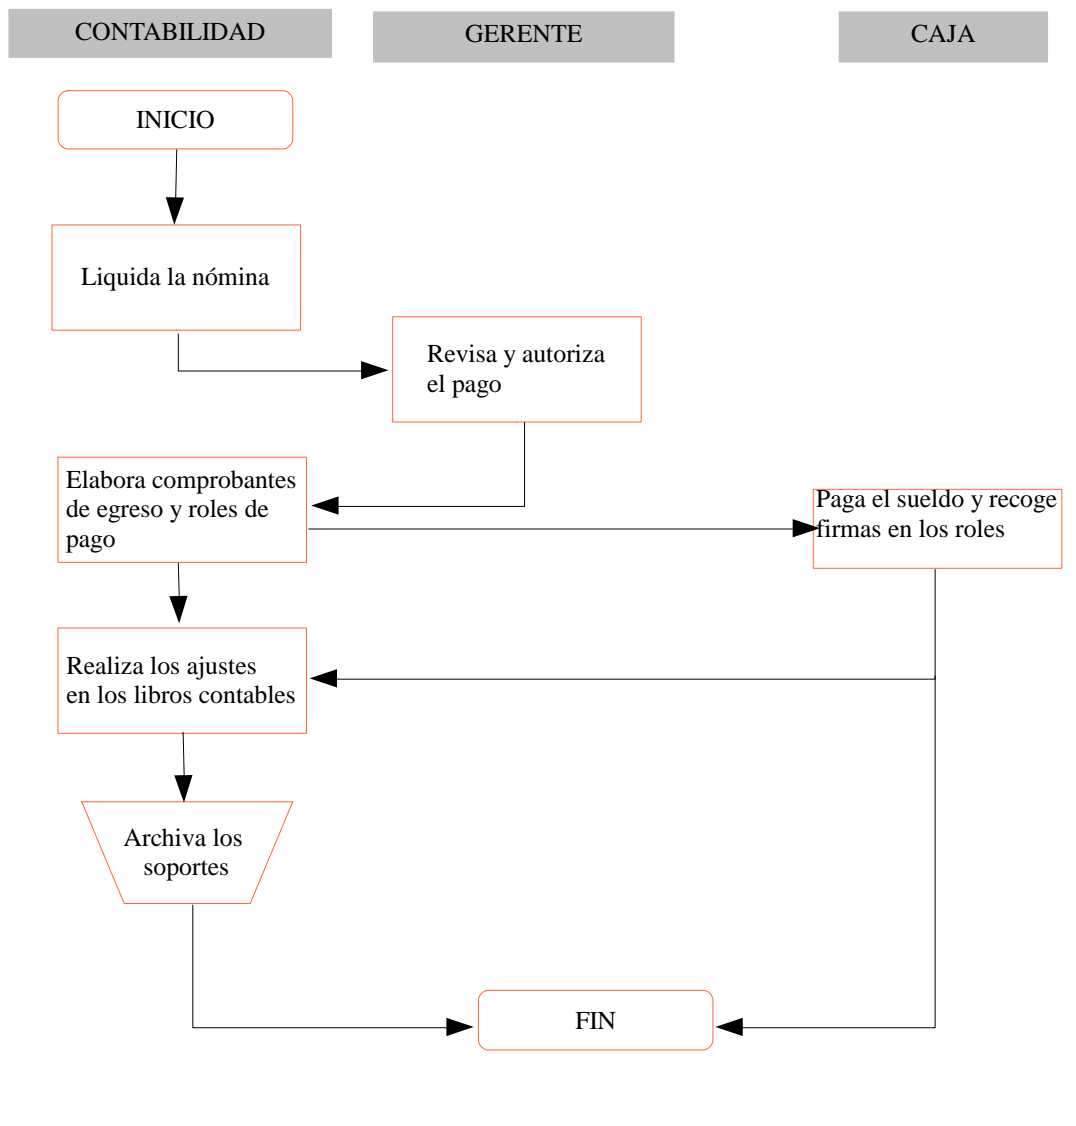 CONTABILIDAD
GERENTE
CAJA
INICIO
Liquida la nómina
Revisa y autoriza
el pago
Elabora comprobantes
de egreso y roles de
pago
Paga el sueldo y recoge
firmas en los roles
Realiza los ajustes
en los libros contables
Archiva los
soportes
FIN